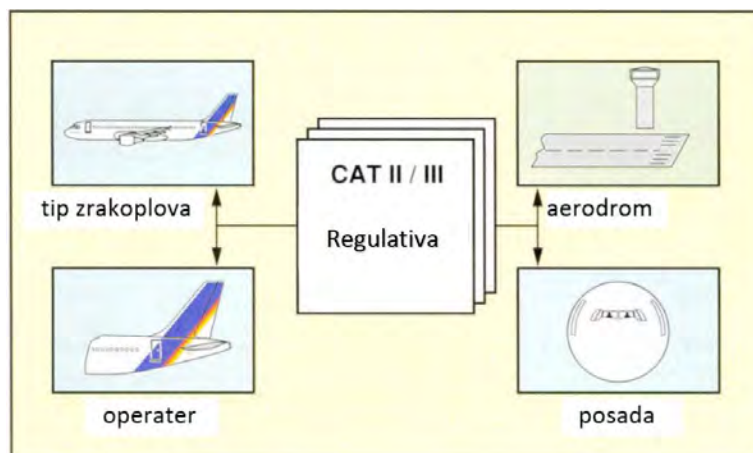 CAT II / III
Regulativa
tip zrakoplova
aerodrom
operater
posada